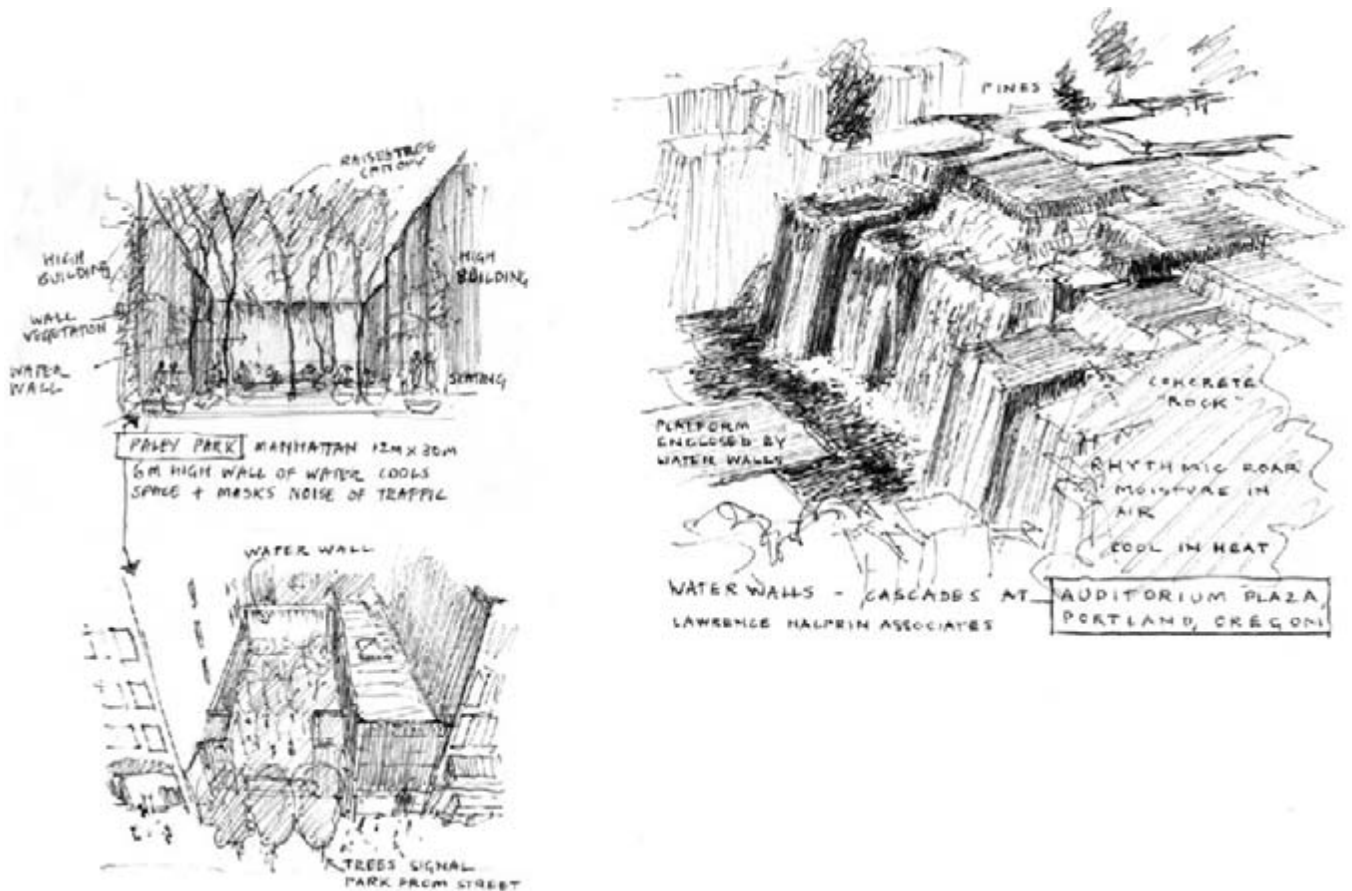 RAISED TREE
CANOPY
HIGH
BUILDING
HIGH
BUILDING
WALL
VEGETATION
WATER
WALL
SEATING
PALEY PARK MANHATTAN 12M X 30M
6M HIGH WALL OF WATER COOLS
SPACE + MASKS NOISE OF TRAFFIC
WATER WALL
TREES SIGNAL
PARK FROM STREET
PINES
CONCRETE
"ROCK"
PLATFORM
ENCLOSED BY
WATER WALLS
RHYTHMIC ROAR
MOISTURE IN
AIR
COOL IN HEAT
WATER WALLS - CASCADES AT AUDITORIUM PLAZA,
LAWRENCE HALPRIN ASSOCIATES PORTLAND, OREGON